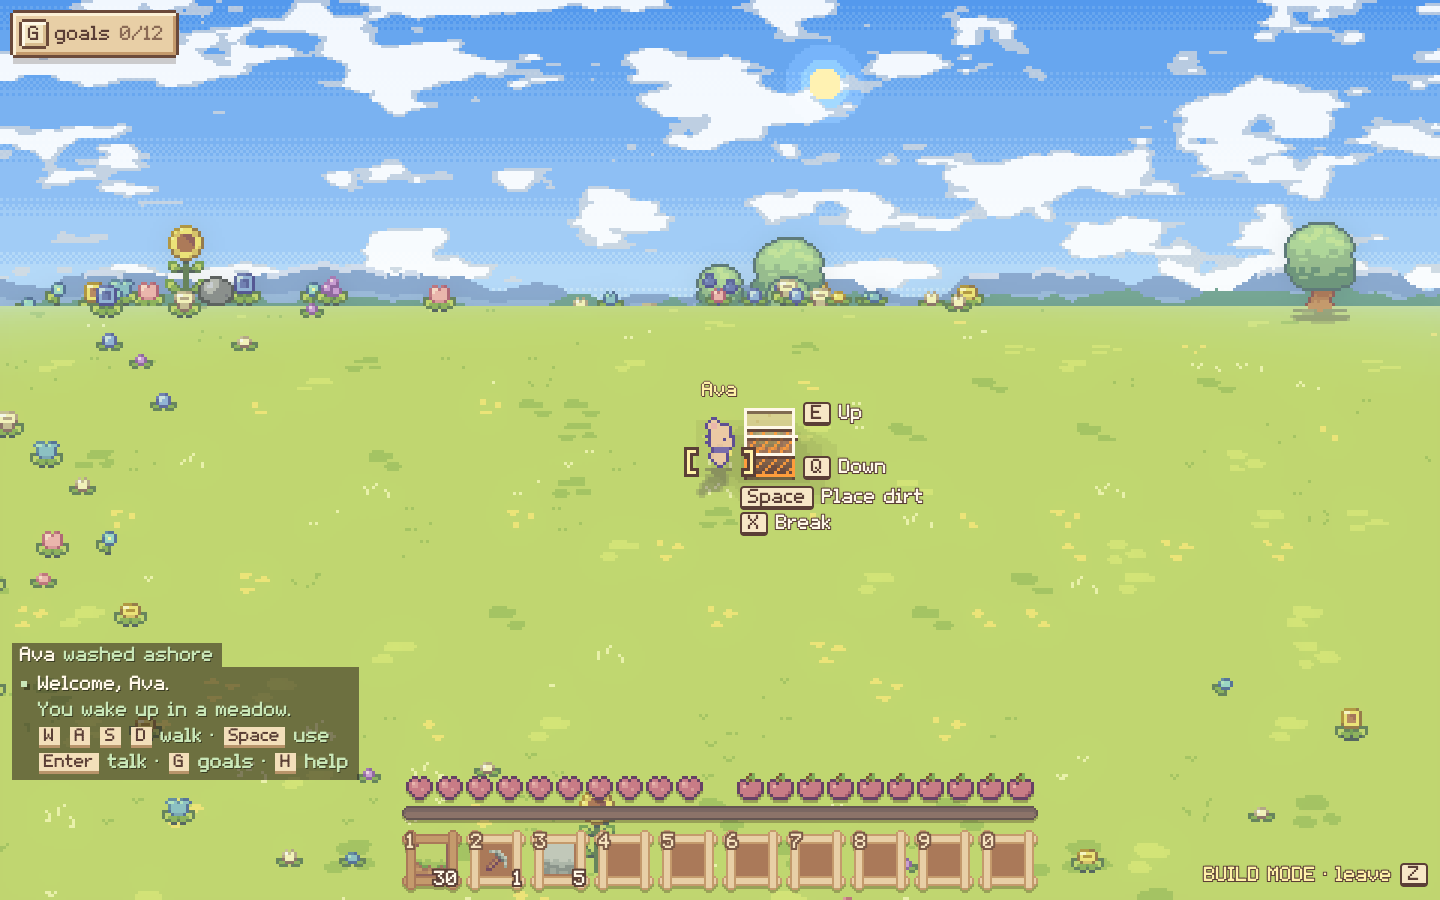 G goals 0/12
Ava
E Up
Q Down
Space Place dirt
X Break
Ava washed ashore
Welcome, Ava.
You wake up in a meadow.
W A S D walk · Space use
Enter talk · G goals · H help
1 2 3 4 5 6 7 8 9 0
30 1 5
BUILD MODE · leave Z